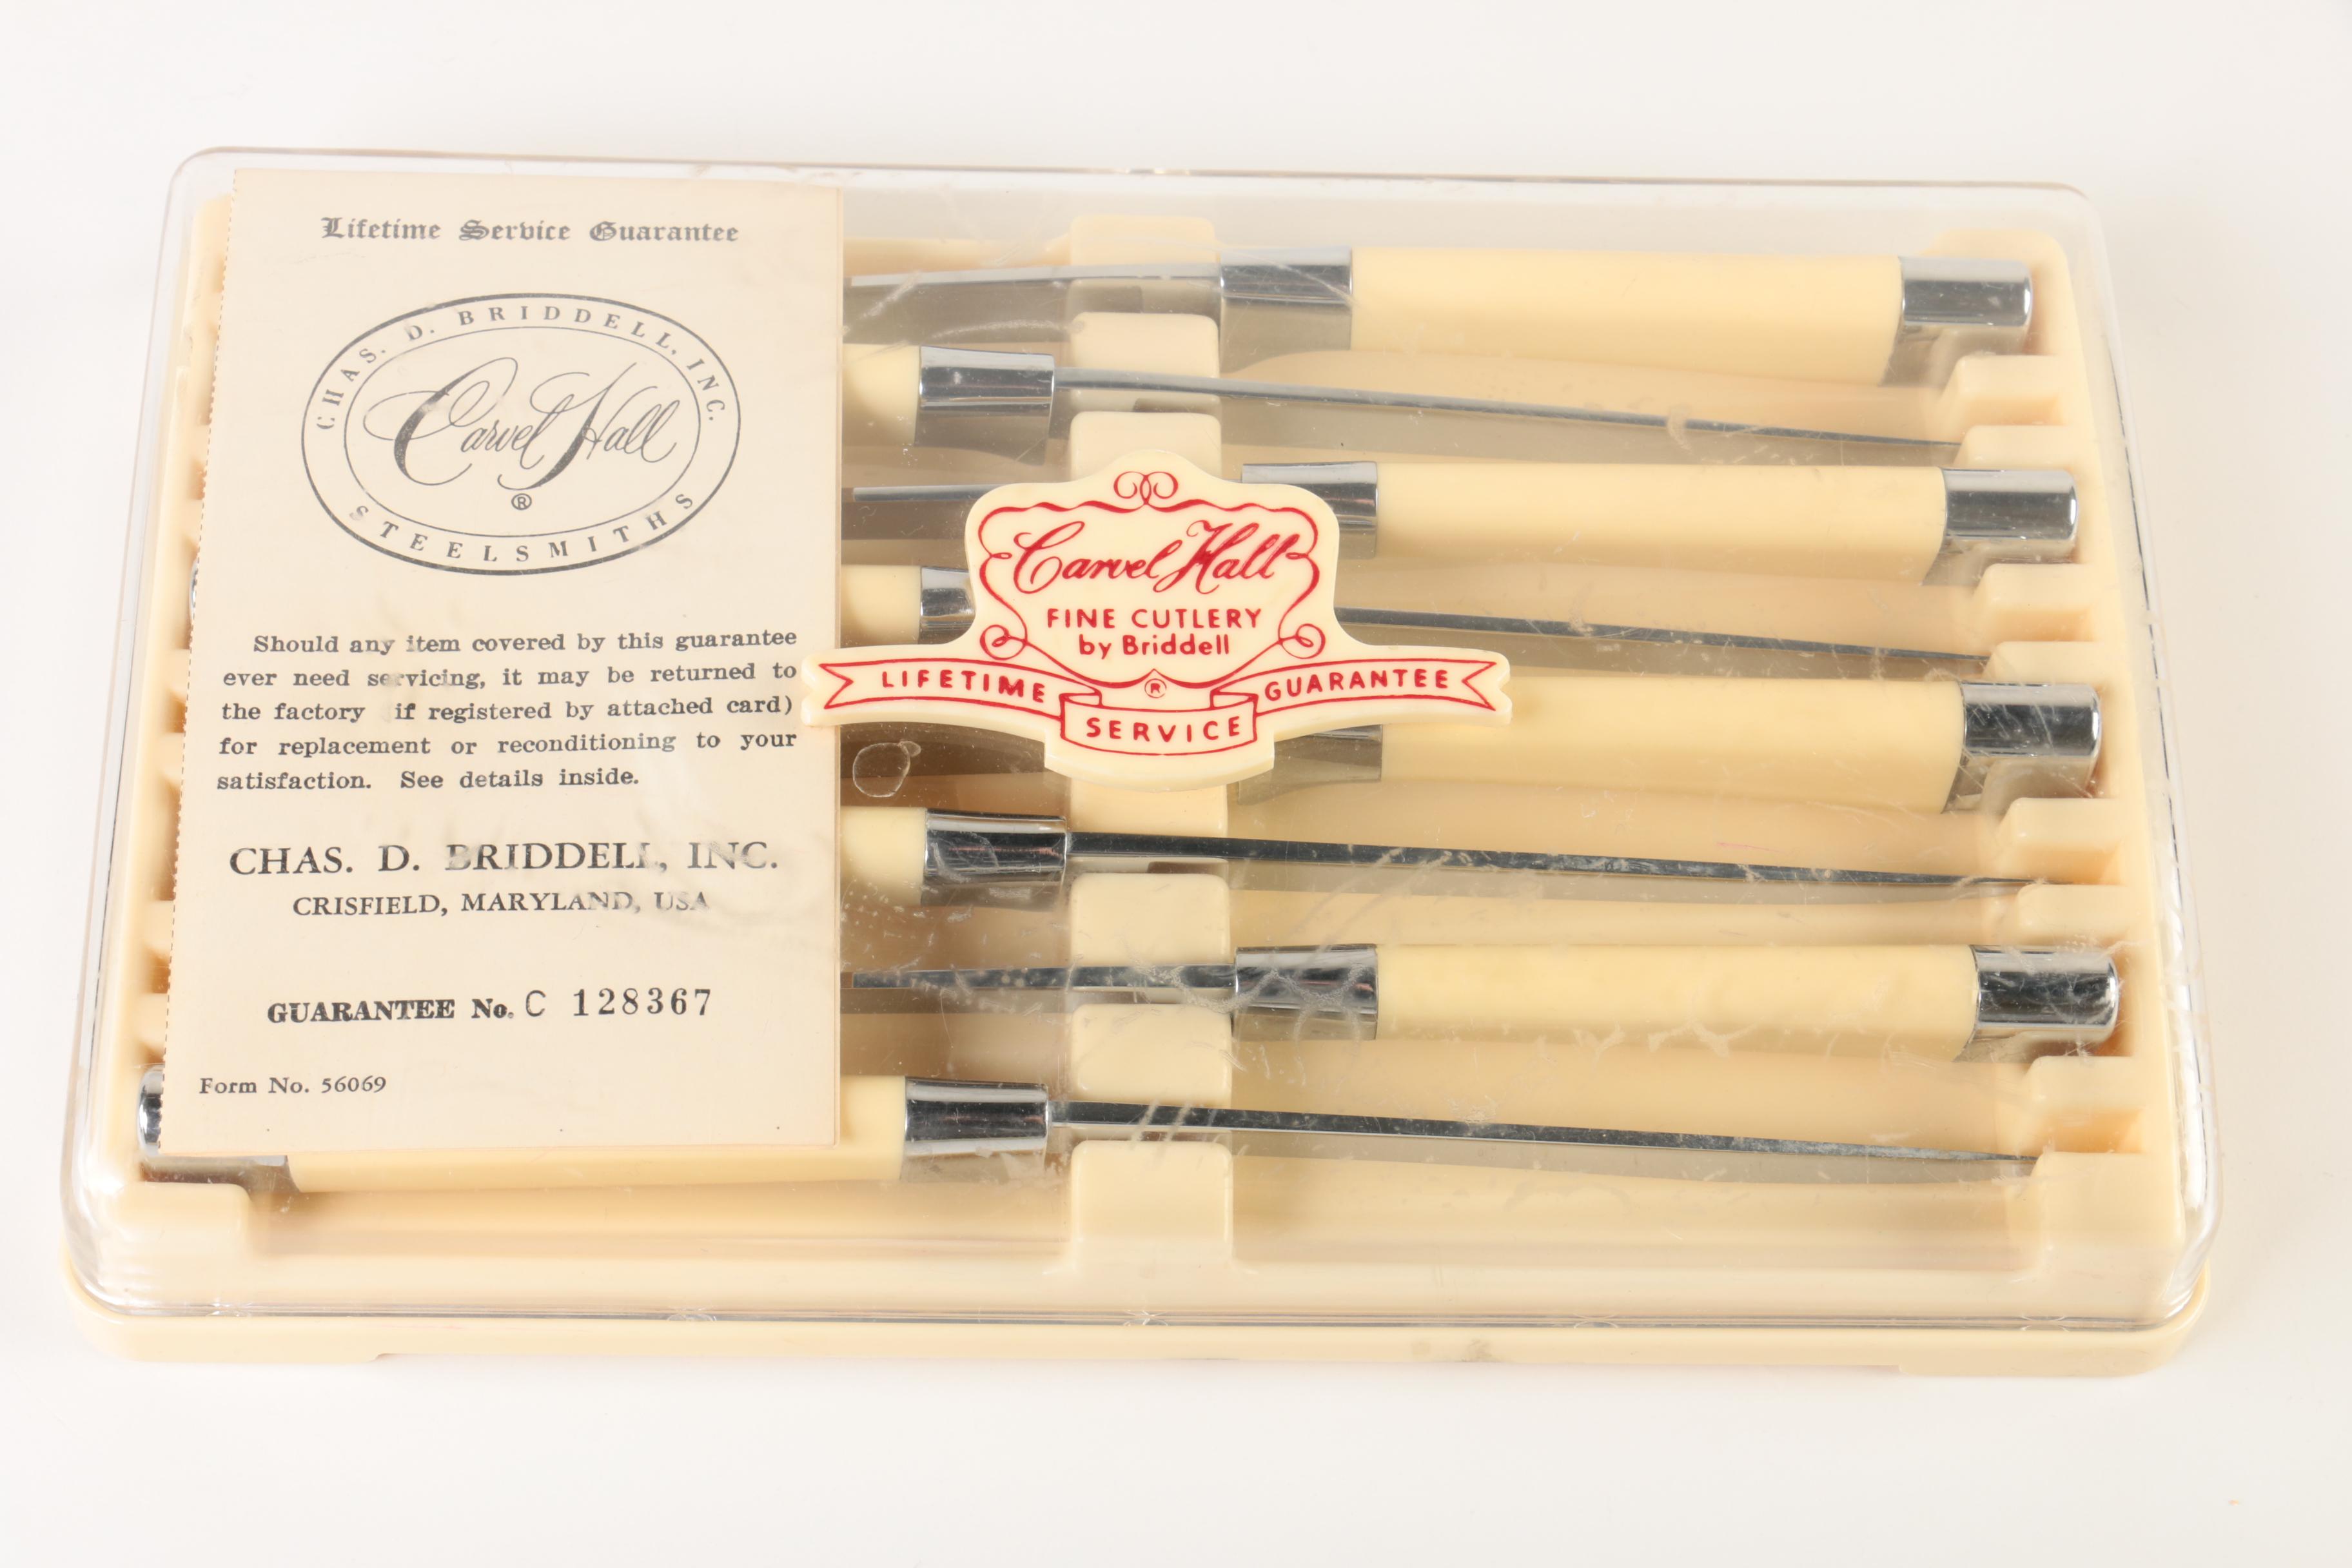 Lifetime Service Guarantee
CHAS. D. BRIDDELL, INC.
Carvel Hall
®
STEELSMITHS
Should any item covered by this guarantee
ever need servicing, it may be returned to
the factory if registered by attached card)
for replacement or reconditioning to your
satisfaction. See details inside.
CHAS. D. BRIDDELL, INC.
CRISFIELD, MARYLAND, USA
GUARANTEE No. C 128367
Form No. 56069
Carvel Hall
FINE CUTLERY
by Briddell
®
LIFETIME SERVICE GUARANTEE